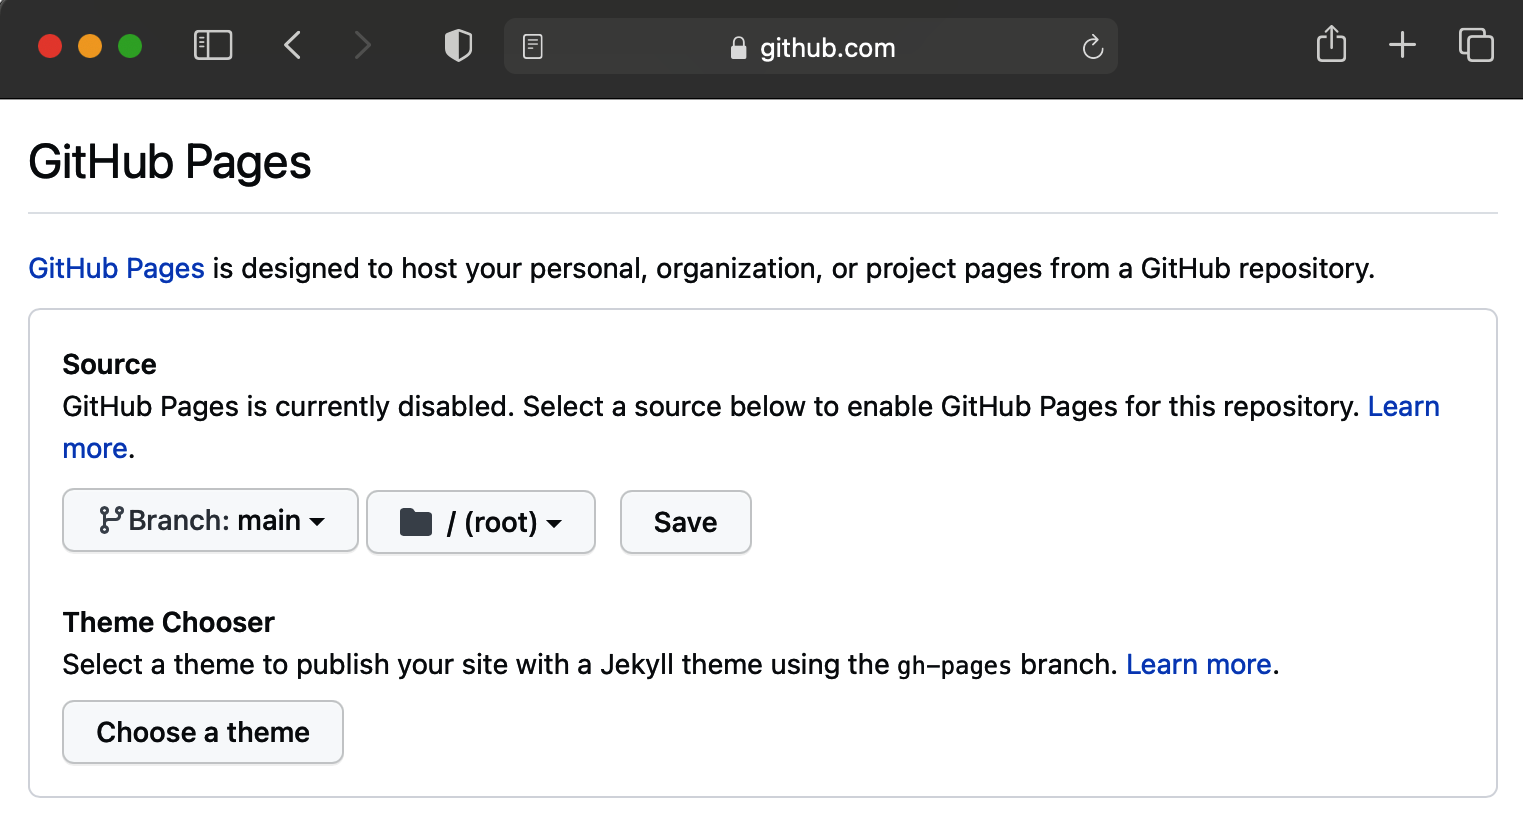 github.com
GitHub Pages
GitHub Pages is designed to host your personal, organization, or project pages from a GitHub repository.
Source
GitHub Pages is currently disabled. Select a source below to enable GitHub Pages for this repository. Learn
more.
Branch: main / (root) Save
Theme Chooser
Select a theme to publish your site with a Jekyll theme using the gh-pages branch. Learn more.
Choose a theme